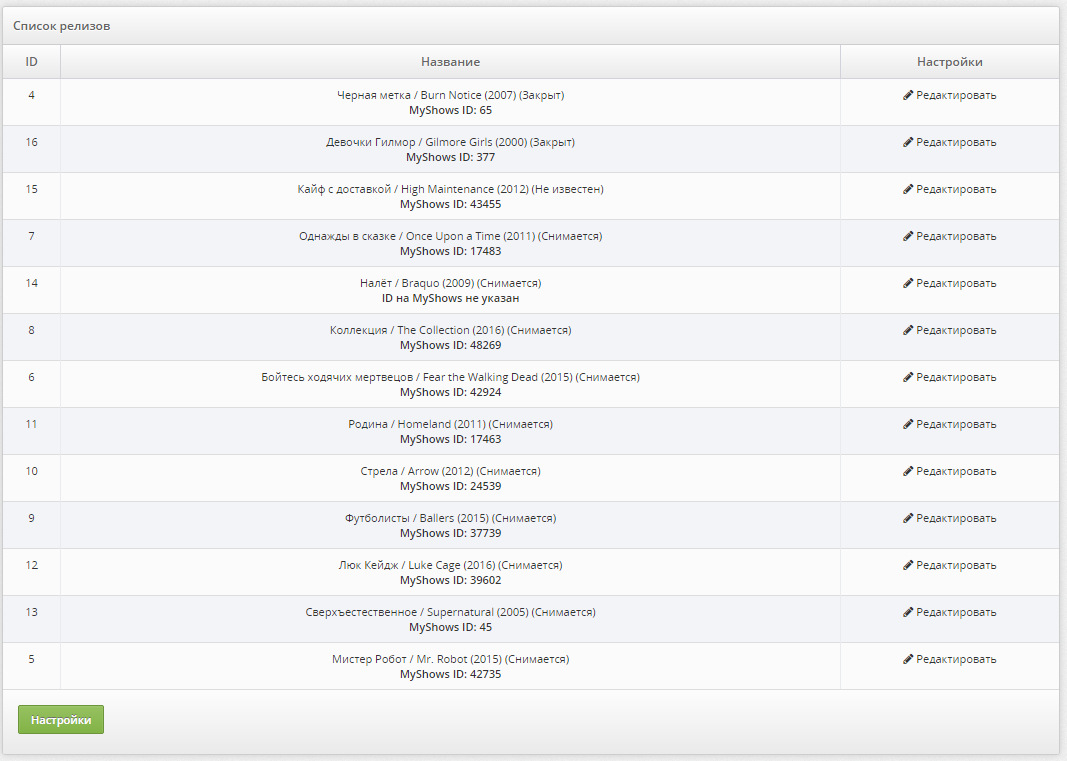 Список релизов
ID Название Настройки
4 Черная метка / Burn Notice (2007) (Закрыт) Редактировать
MyShows ID: 65
16 Девочки Гилмор / Gilmore Girls (2000) (Закрыт) Редактировать
MyShows ID: 377
15 Кайф с доставкой / High Maintenance (2012) (Не известен) Редактировать
MyShows ID: 43455
7 Однажды в сказке / Once Upon a Time (2011) (Снимается) Редактировать
MyShows ID: 17483
14 Налёт / Braquo (2009) (Снимается) Редактировать
ID на MyShows не указан
8 Коллекция / The Collection (2016) (Снимается) Редактировать
MyShows ID: 48269
6 Бойтесь ходячих мертвецов / Fear the Walking Dead (2015) (Снимается) Редактировать
MyShows ID: 42924
11 Родина / Homeland (2011) (Снимается) Редактировать
MyShows ID: 17463
10 Стрела / Arrow (2012) (Снимается) Редактировать
MyShows ID: 24539
9 Футболисты / Ballers (2015) (Снимается) Редактировать
MyShows ID: 37739
12 Люк Кейдж / Luke Cage (2016) (Снимается) Редактировать
MyShows ID: 39602
13 Сверхъестественное / Supernatural (2005) (Снимается) Редактировать
MyShows ID: 45
5 Мистер Робот / Mr. Robot (2015) (Снимается) Редактировать
MyShows ID: 42735
Настройки